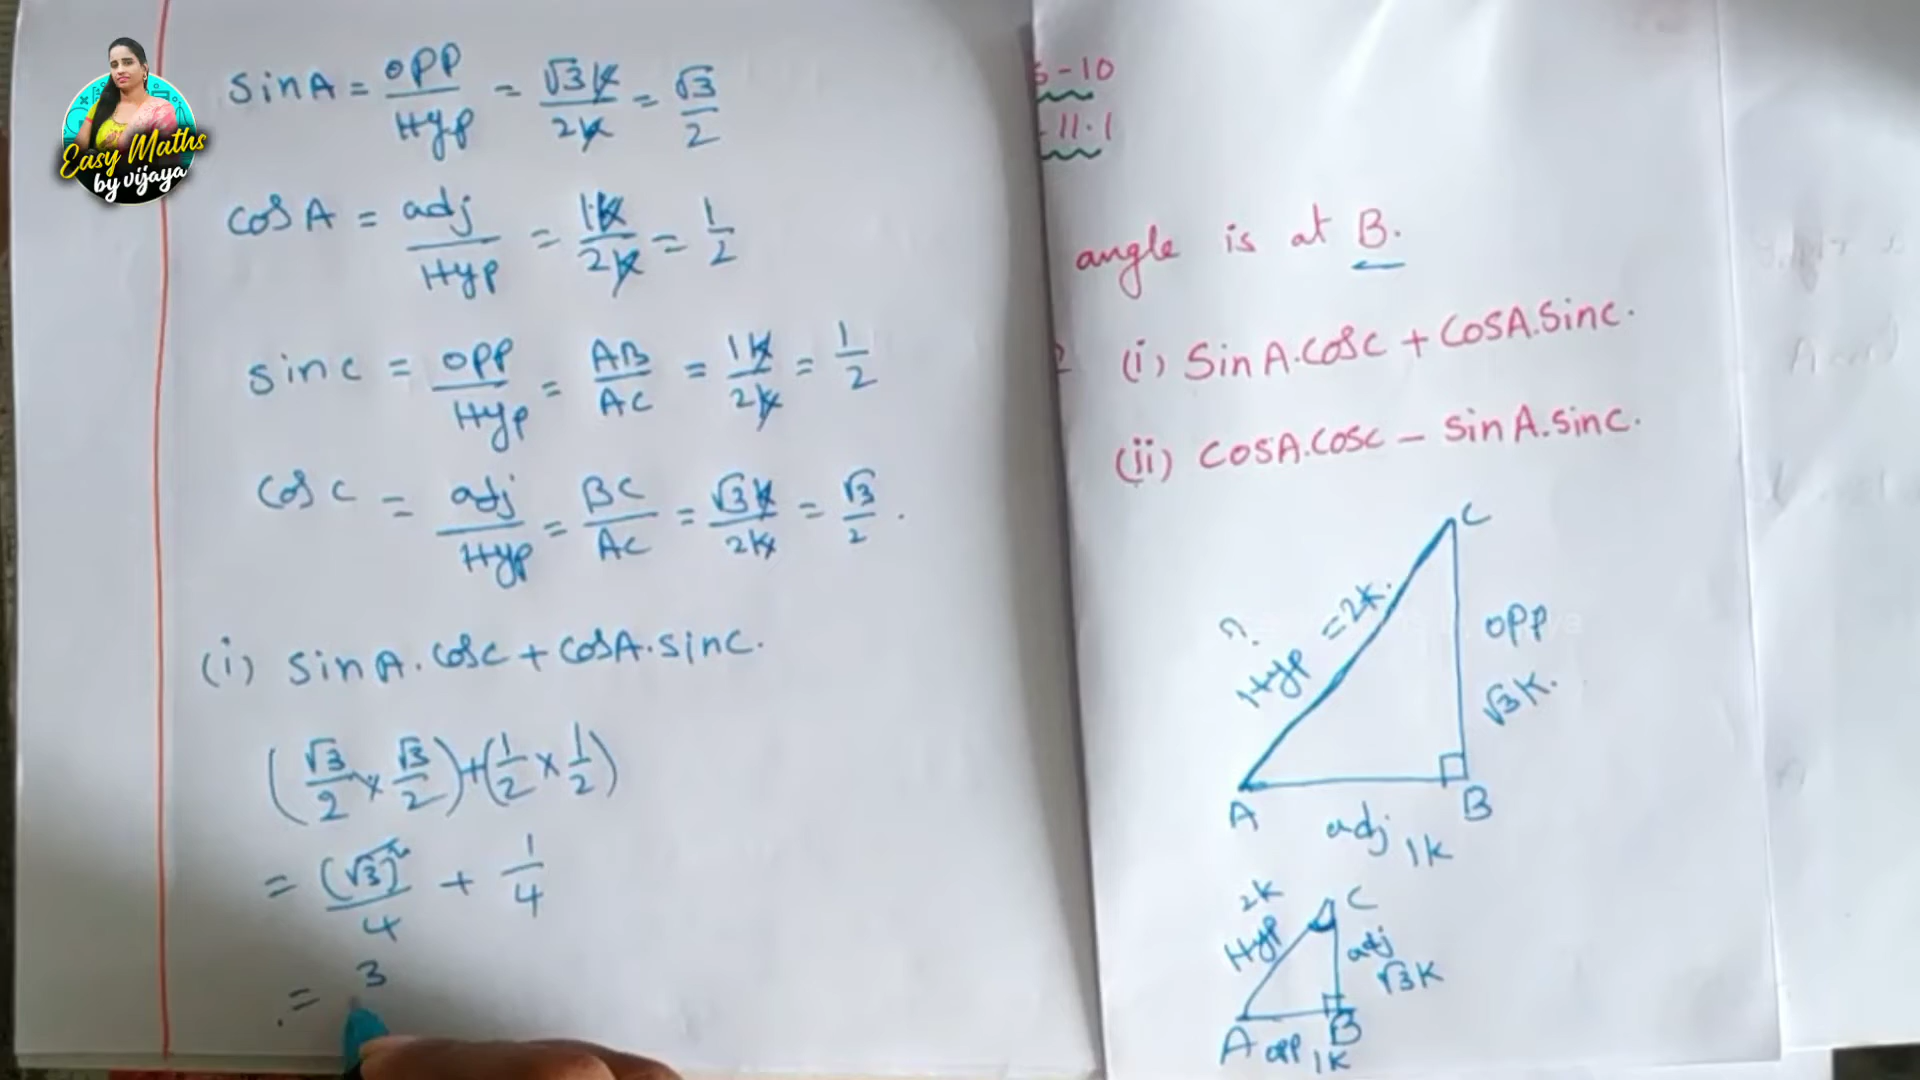 Easy Maths
by vijaya
SinA = opp/Hyp = √3k/2k = √3/2
CosA = adj/Hyp = 1k/2k = 1/2
sinc = opp/Hyp = AB/AC = 1k/2k = 1/2
Cosc = adj/Hyp = BC/AC = √3k/2k = √3/2.
(i) SinA.Cosc + CosA.sinc.
(√3/2 × √3/2) + (1/2 × 1/2)
= (√3)²/4 + 1/4
= 3
-10
11.1
angle is at B.
(i) SinA.Cosc + CosA.Sinc.
(ii) CosA.Cosc - SinA.Sinc.
C
? Hyp = 2k.
opp
√3k.
A
B
adj 1k
2k
Hyp
C
adj
√3k
A opp 1k
B